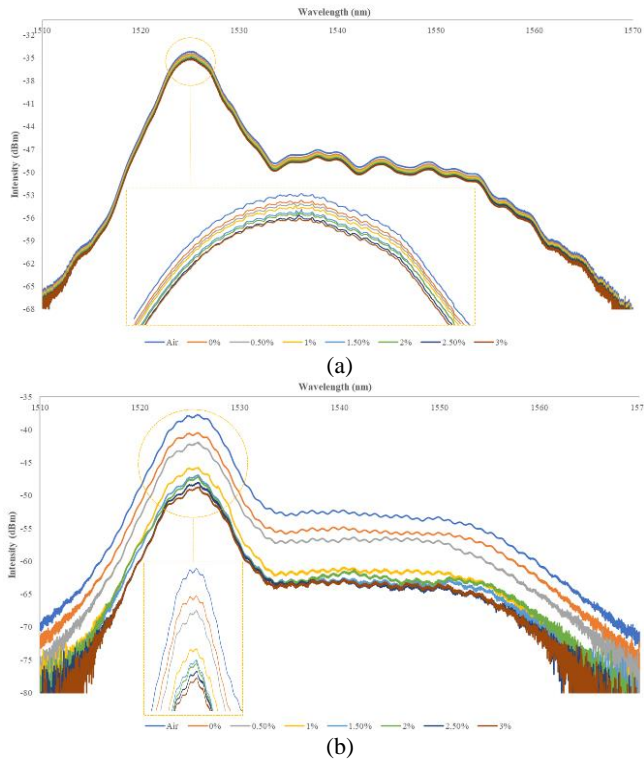 Wavelength (nm)
1510 1520 1530 1540 1550 1560 1570
-32
-35
-38
-41
-44
-47
-50
-53
-56
-59
-62
-65
-68
Intensity (dBm)
Air 0% 0.50% 1% 1.50% 2% 2.50% 3%
(a)
Wavelength (nm)
1510 1520 1530 1540 1550 1560 157
-35
-40
-45
-50
-55
-60
-65
-70
-75
-80
Intensity (dBm)
Air 0% 0.50% 1% 1.50% 2% 2.50% 3%
(b)